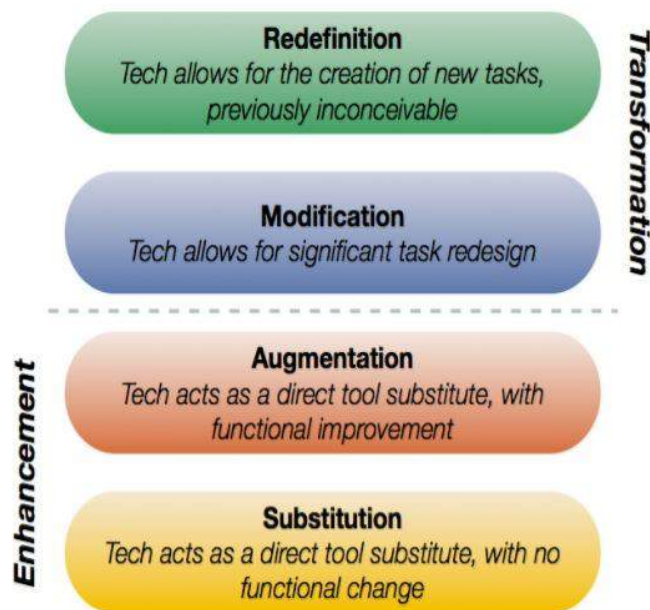 Redefinition
Tech allows for the creation of new tasks,
previously inconceivable
Transformation
Modification
Tech allows for significant task redesign
Augmentation
Tech acts as a direct tool substitute, with
functional improvement
Enhancement
Substitution
Tech acts as a direct tool substitute, with no
functional change